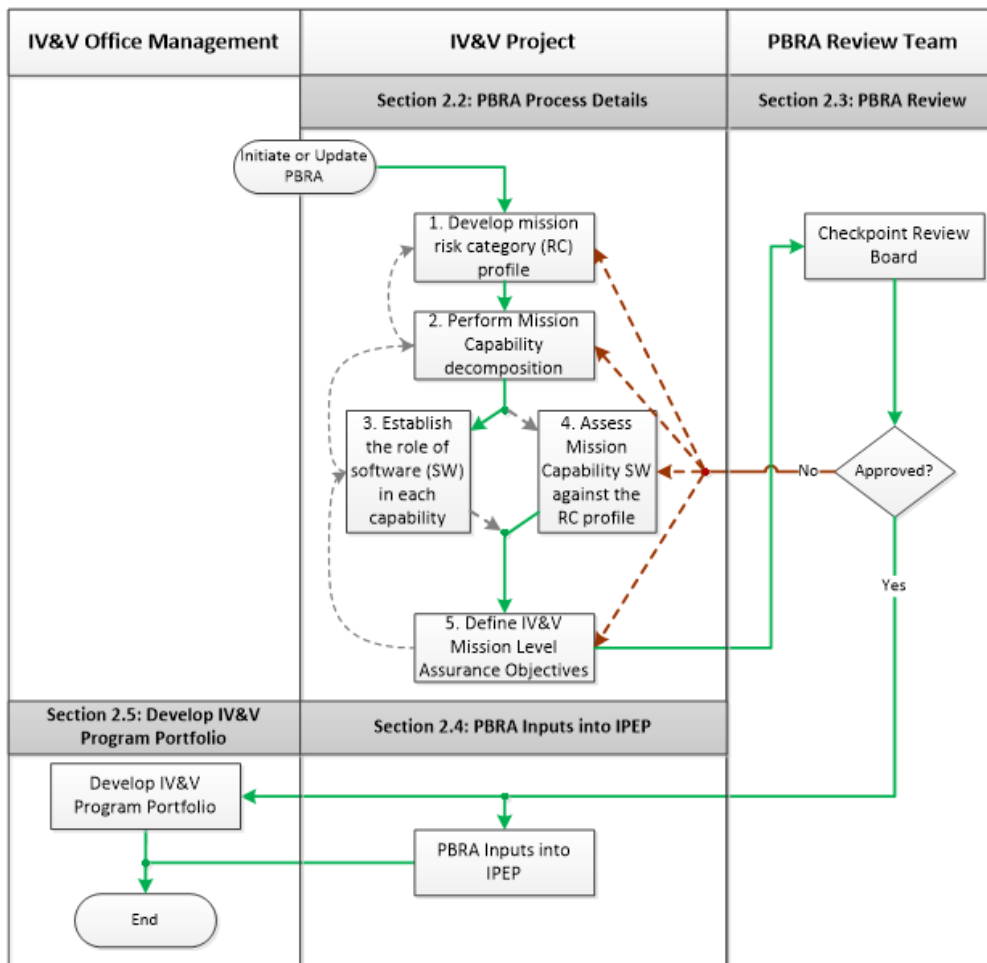 IV&V Office Management
IV&V Project
PBRA Review Team
Section 2.2: PBRA Process Details
Section 2.3: PBRA Review
Initiate or Update
PBRA
1. Develop mission
risk category (RC)
profile
Checkpoint Review
Board
2. Perform Mission
Capability
decomposition
3. Establish
the role of
software (SW)
in each
capability
4. Assess
Mission
Capability SW
against the
RC profile
No
Approved?
Yes
5. Define IV&V
Mission Level
Assurance Objectives
Section 2.5: Develop IV&V
Program Portfolio
Section 2.4: PBRA Inputs into IPEP
Develop IV&V
Program Portfolio
PBRA Inputs into
IPEP
End